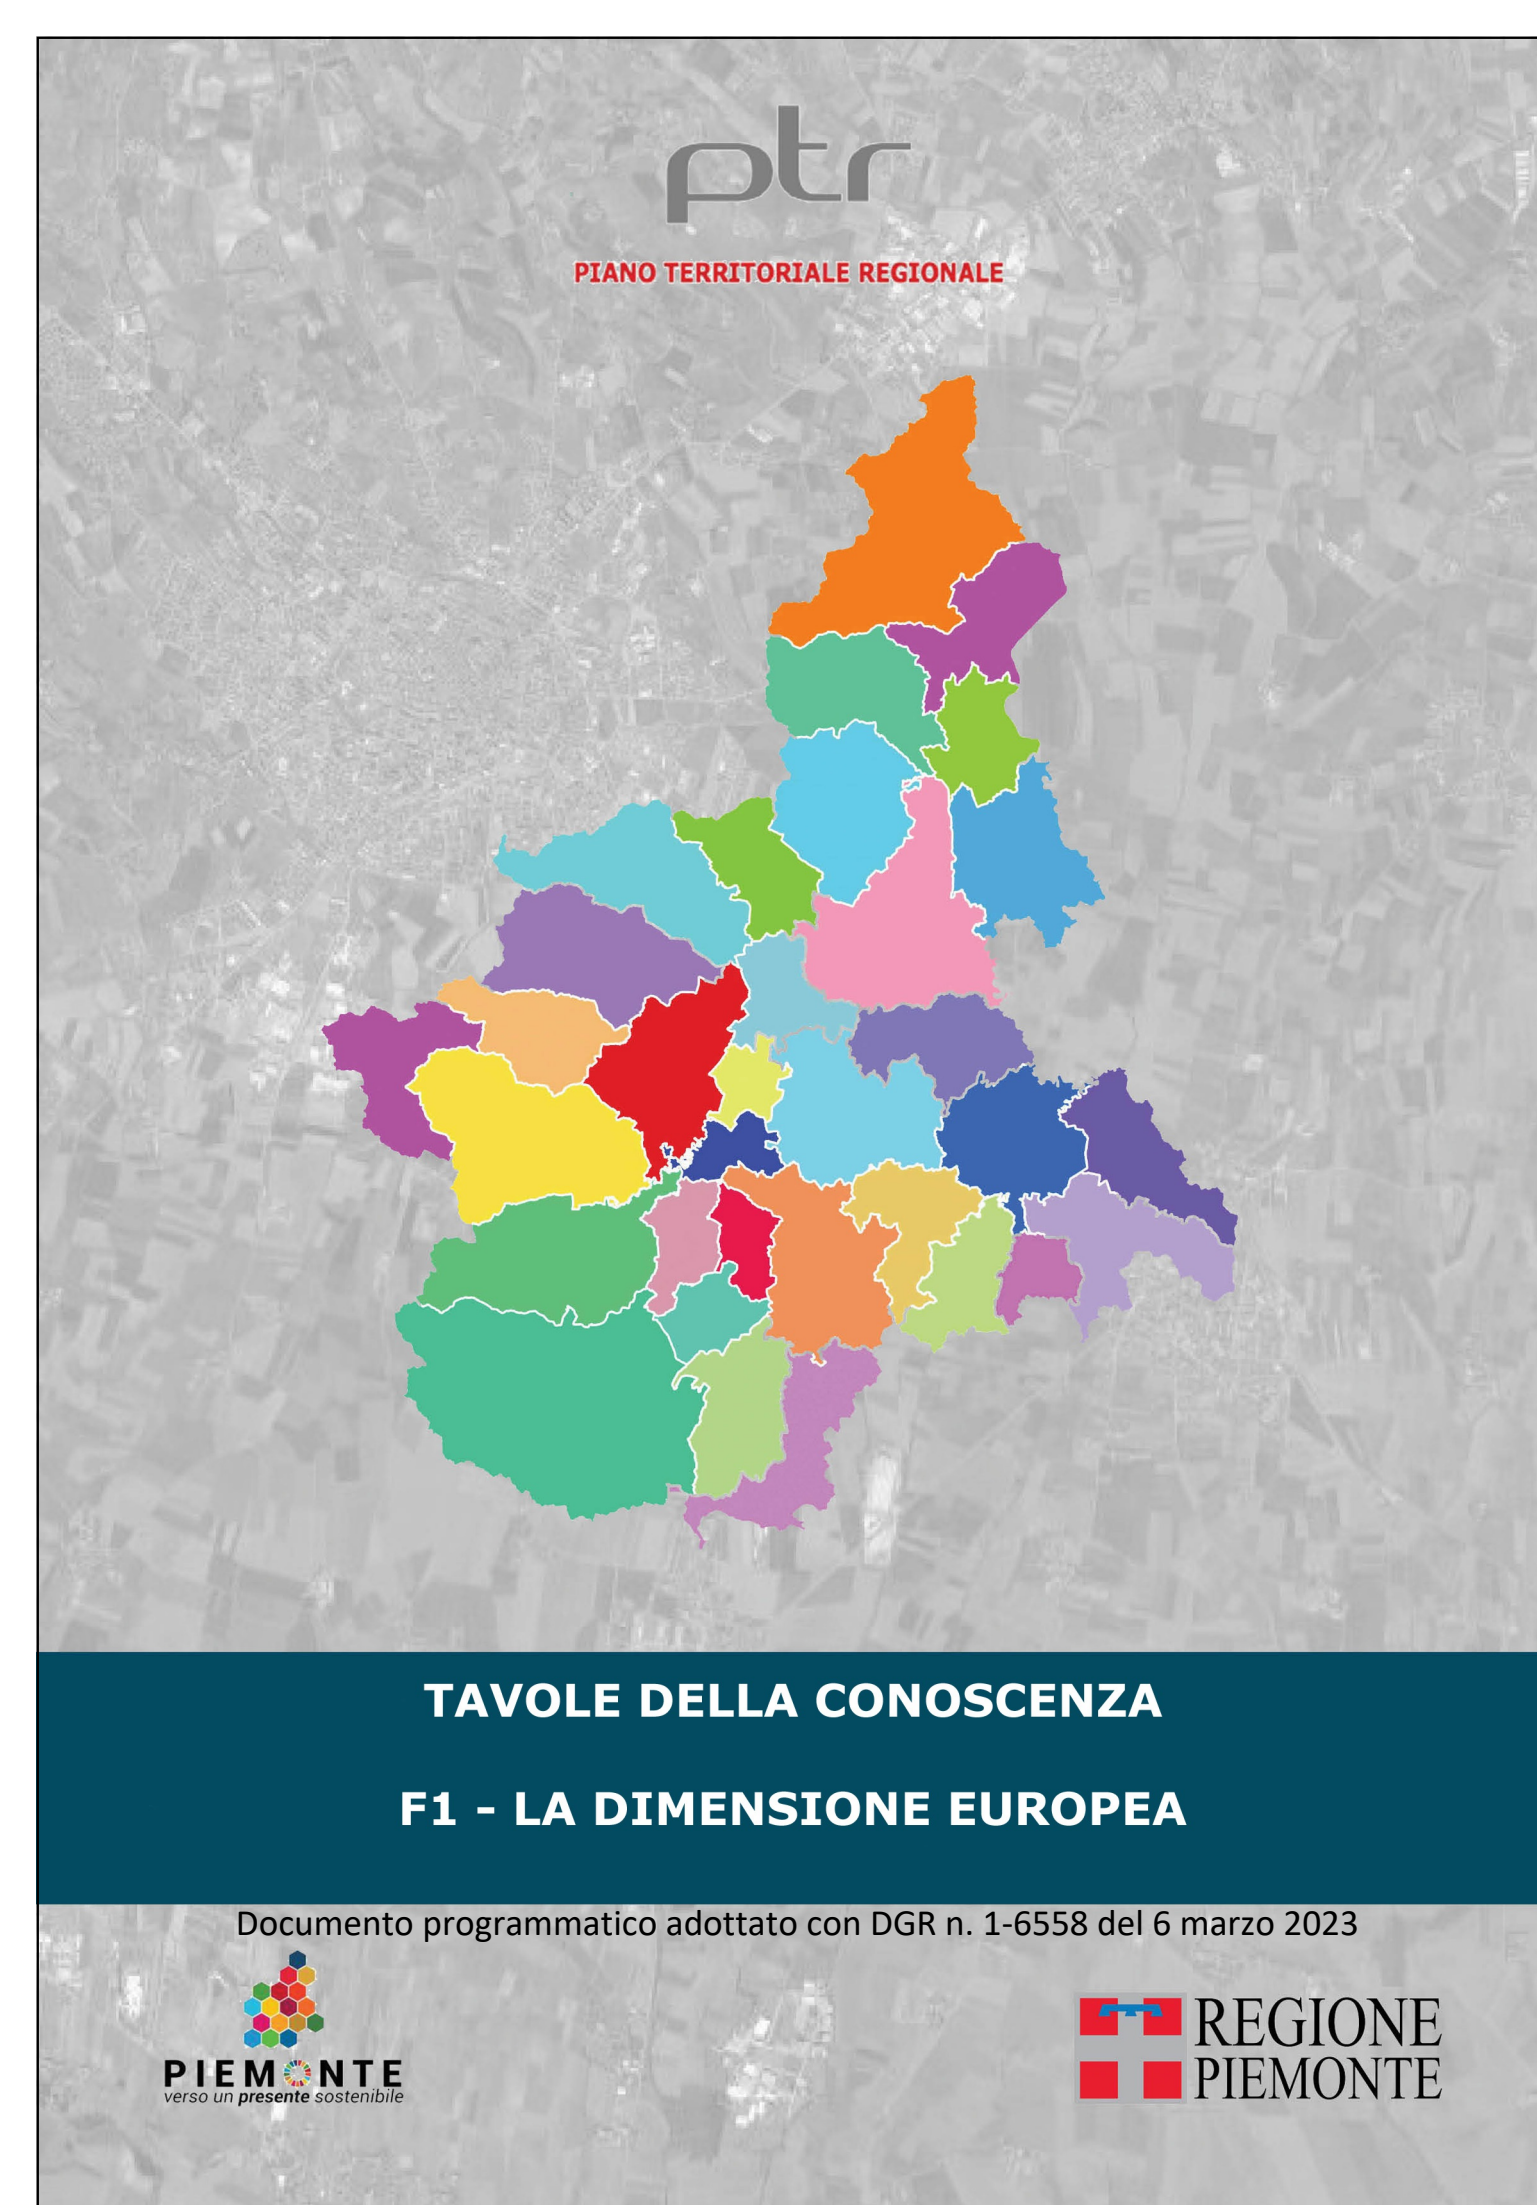 ptr
PIANO TERRITORIALE REGIONALE
TAVOLE DELLA CONOSCENZA
F1 - LA DIMENSIONE EUROPEA
Documento programmatico adottato con DGR n. 1-6558 del 6 marzo 2023
PIEMONTE
verso un presente sostenibile
REGIONE
PIEMONTE